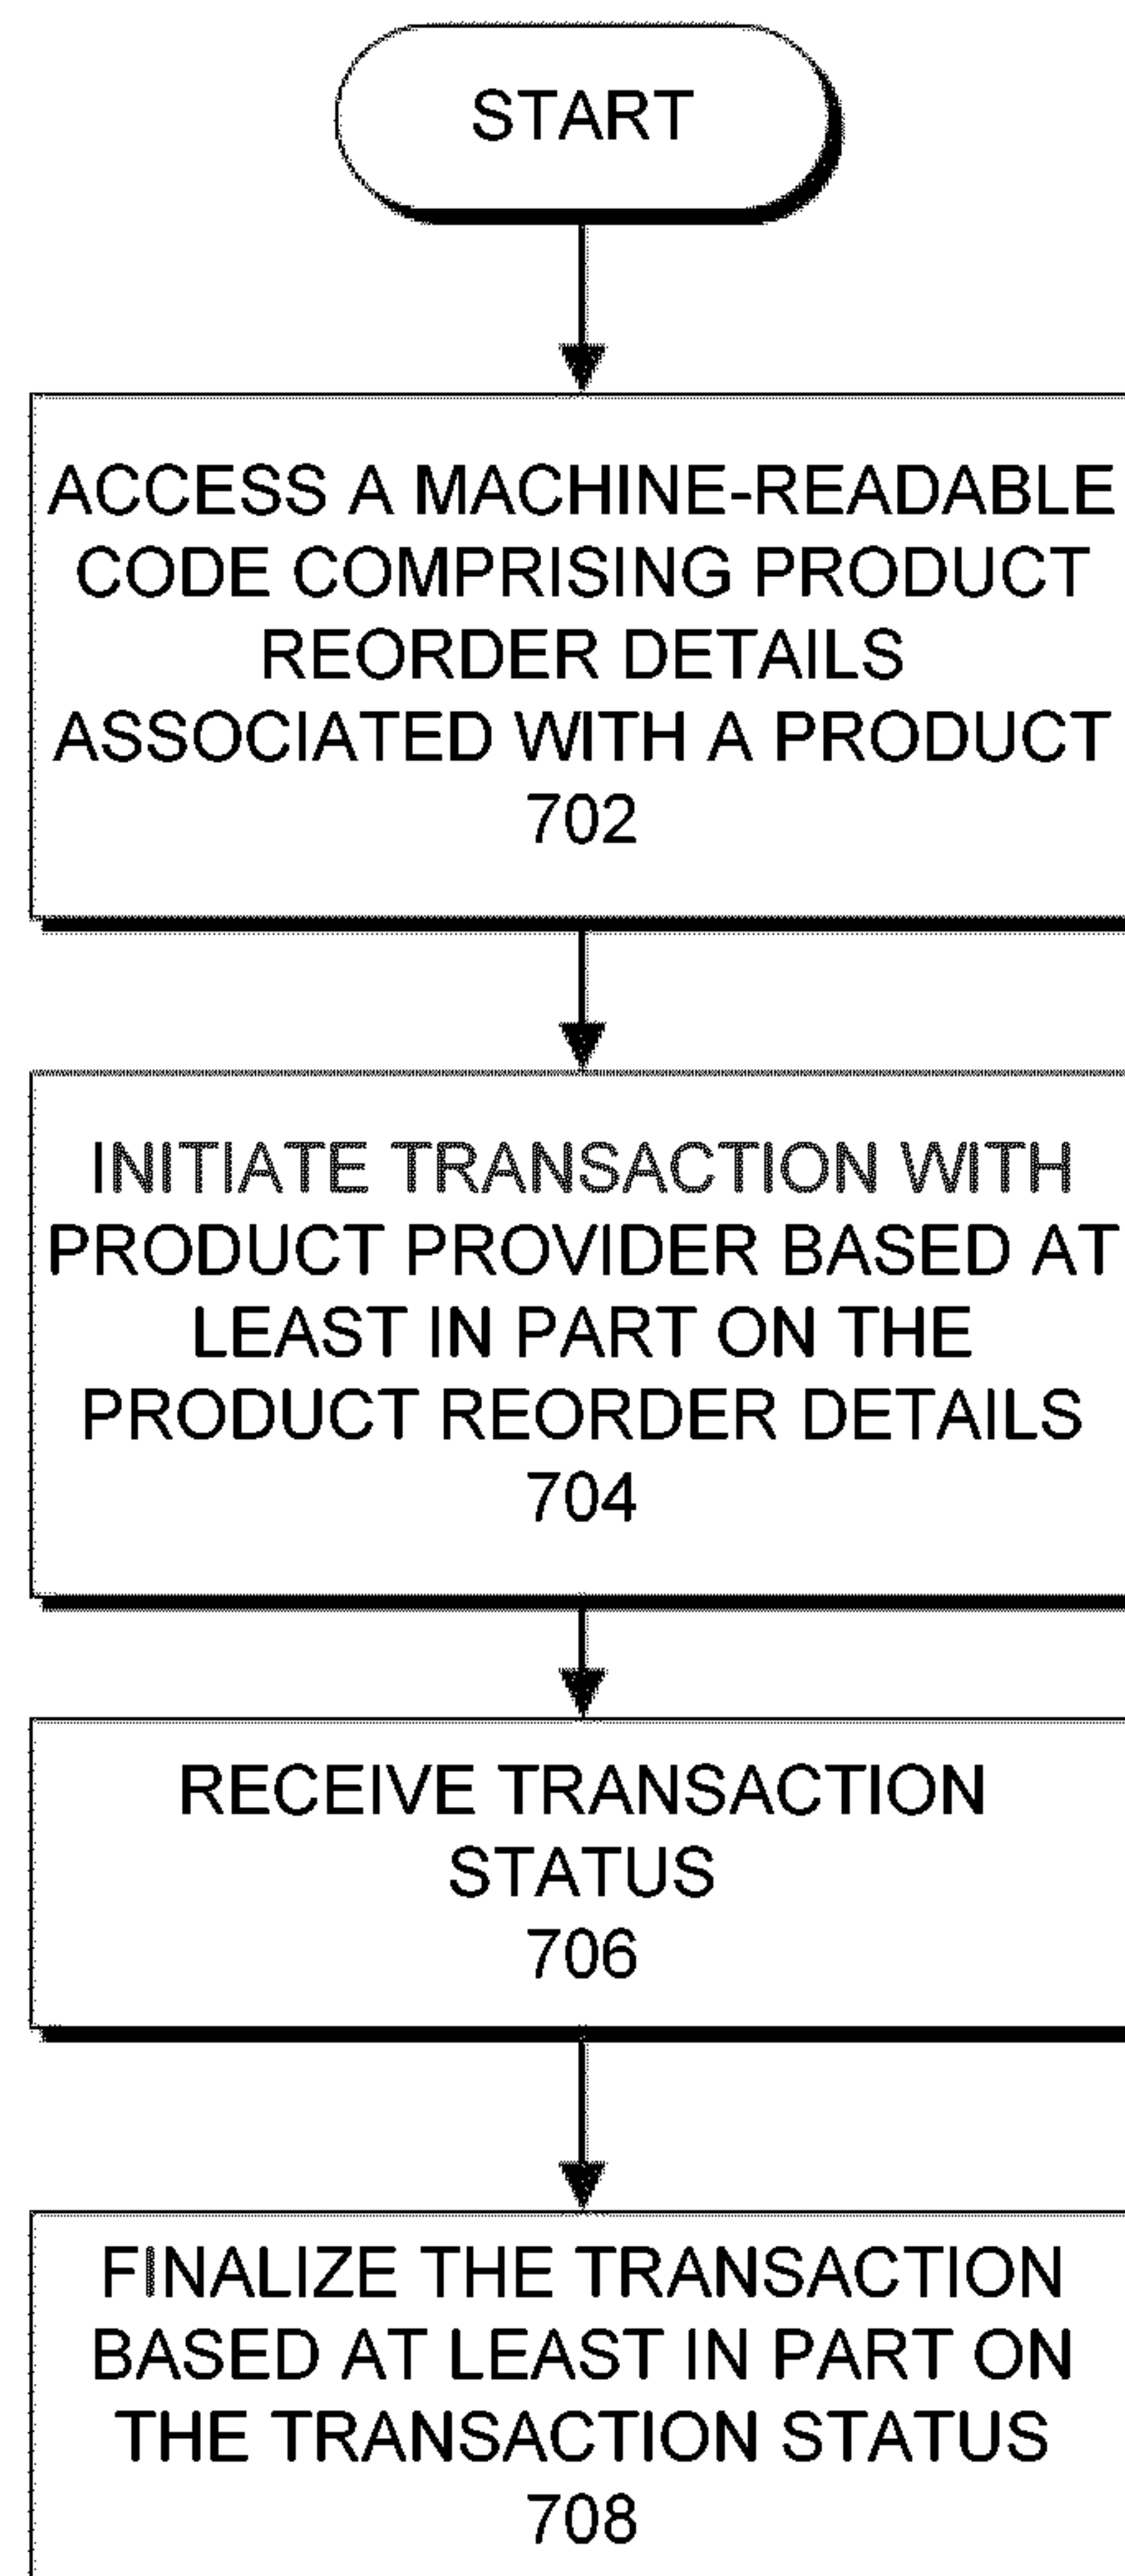 START
ACCESS A MACHINE-READABLE
CODE COMPRISING PRODUCT
REORDER DETAILS
ASSOCIATED WITH A PRODUCT
702
INITIATE TRANSACTION WITH
PRODUCT PROVIDER BASED AT
LEAST IN PART ON THE
PRODUCT REORDER DETAILS
704
RECEIVE TRANSACTION
STATUS
706
FINALIZE THE TRANSACTION
BASED AT LEAST IN PART ON
THE TRANSACTION STATUS
708